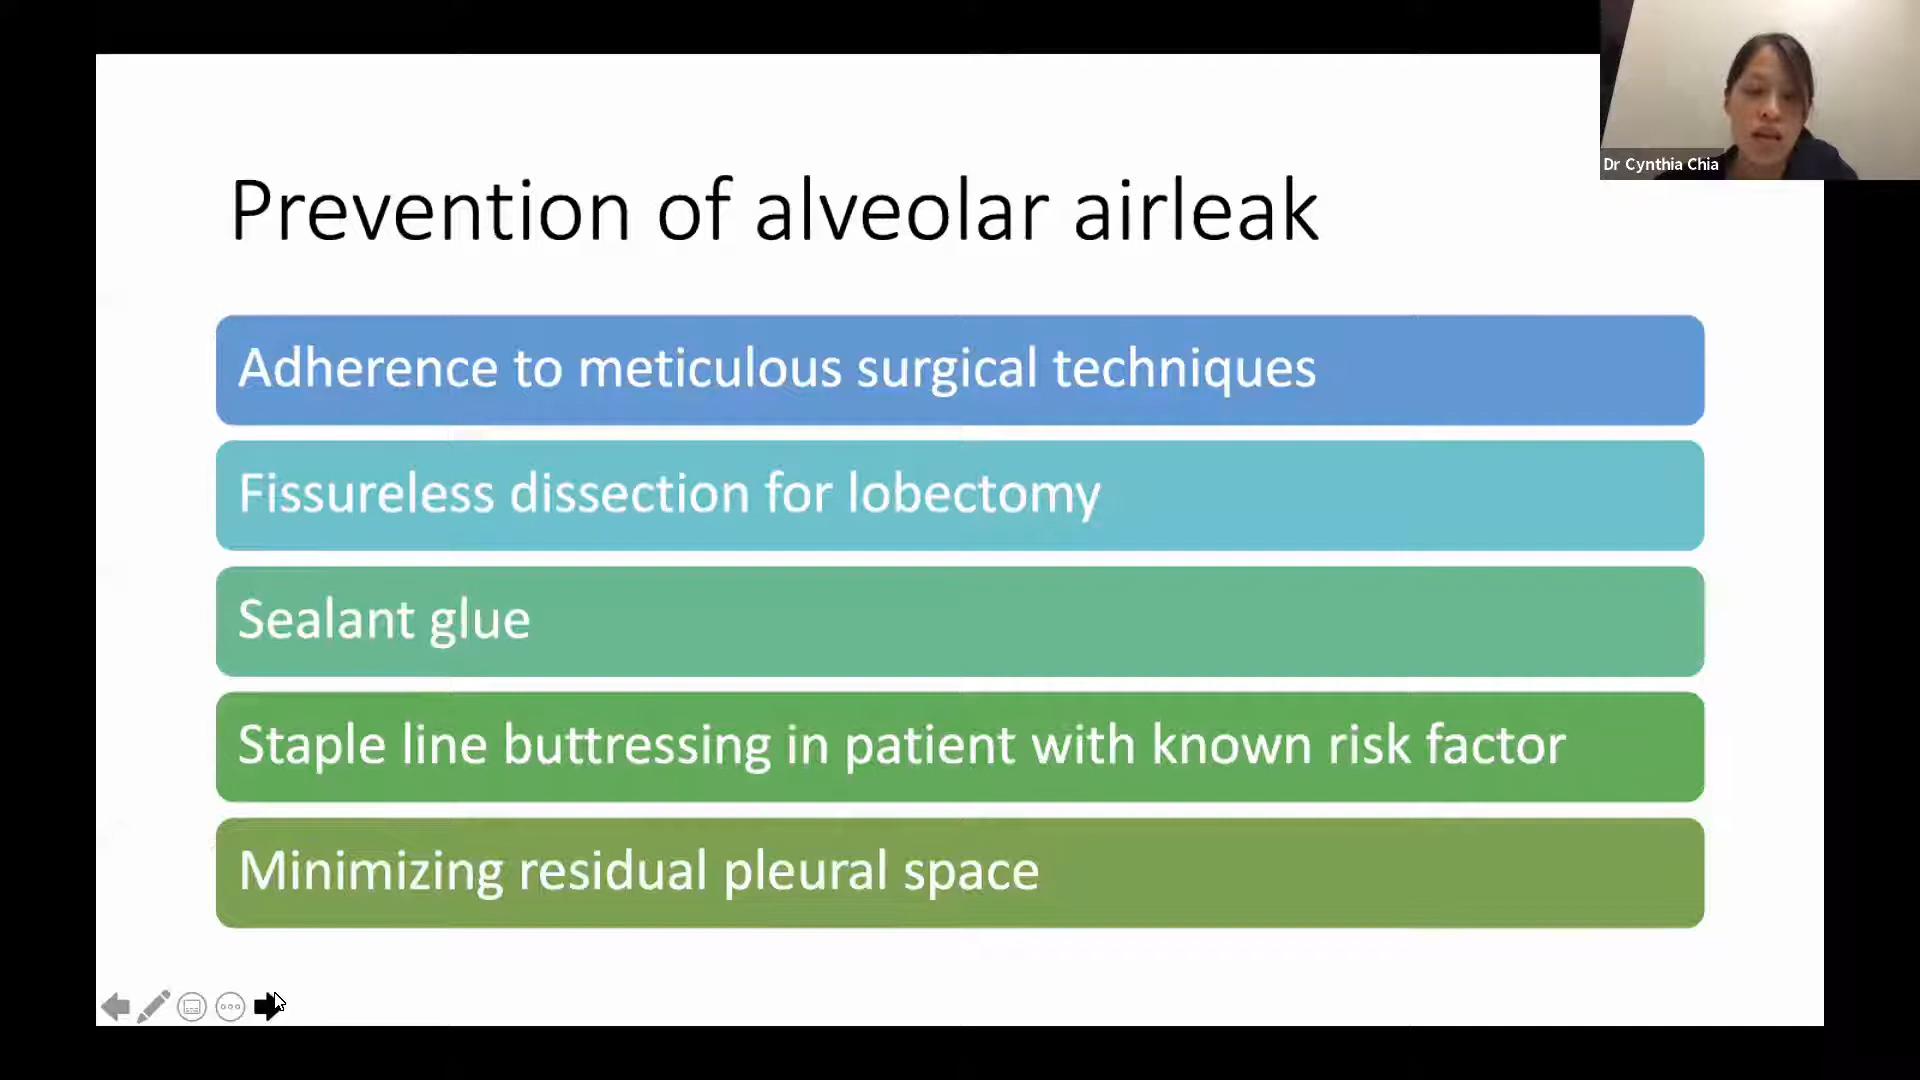 Dr Cynthia Chia
Prevention of alveolar airleak
Adherence to meticulous surgical techniques
Fissureless dissection for lobectomy
Sealant glue
Staple line buttressing in patient with known risk factor
Minimizing residual pleural space